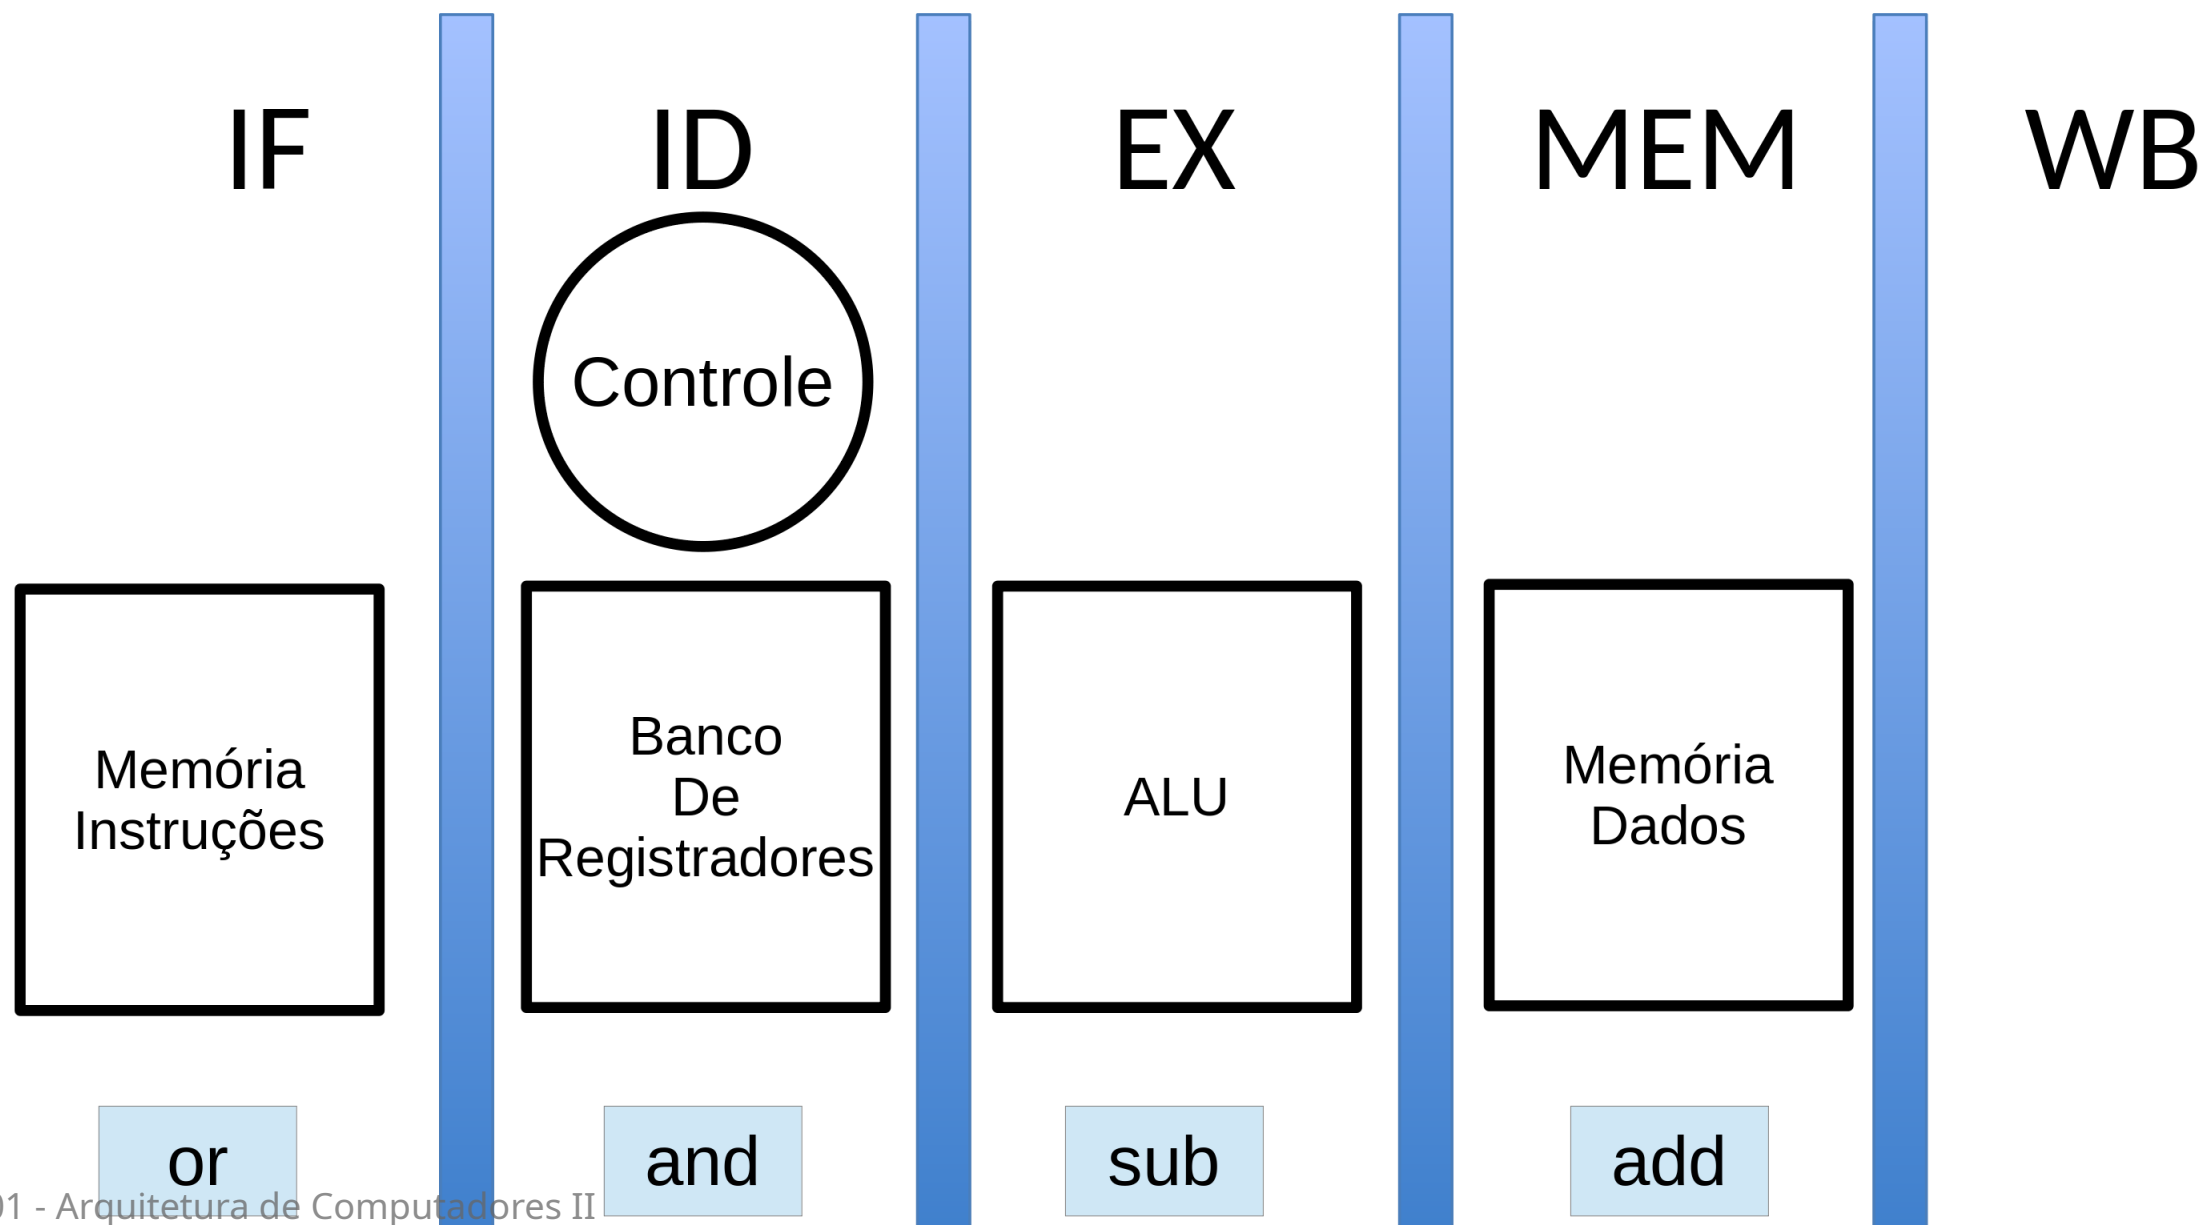 IF
ID
EX
MEM
WB
Controle
Memória
Instruções
Banco
De
Registradores
ALU
Memória
Dados
or
and
sub
add
01 - Arquitetura de Computadores II